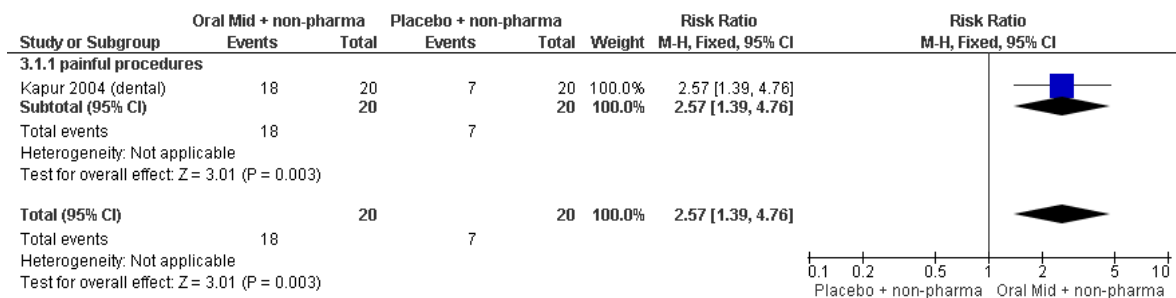 Oral Mid + non-pharma Placebo + non-pharma Risk Ratio Risk Ratio
Study or Subgroup Events Total Events Total Weight M-H, Fixed, 95% CI M-H, Fixed, 95% CI
3.1.1 painful procedures
Kapur 2004 (dental) 18 20 7 20 100.0% 2.57 [1.39, 4.76]
Subtotal (95% CI) 20 20 100.0% 2.57 [1.39, 4.76]
Total events 18 7
Heterogeneity: Not applicable
Test for overall effect: Z = 3.01 (P = 0.003)
Total (95% CI) 20 20 100.0% 2.57 [1.39, 4.76]
Total events 18 7
Heterogeneity: Not applicable
Test for overall effect: Z = 3.01 (P = 0.003)
0.1 0.2 0.5 1 2 5 10
Placebo + non-pharma Oral Mid + non-pharma